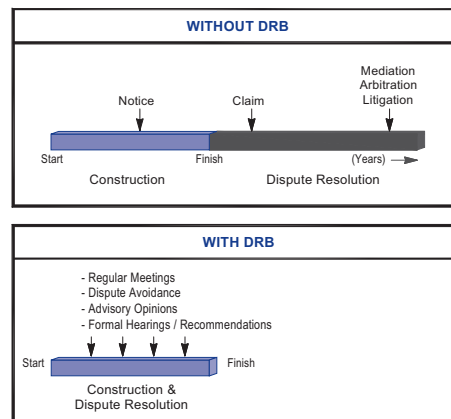 WITHOUT DRB
Mediation
Arbitration
Litigation
Notice
Claim
Start
Finish
(Years)
Construction
Dispute Resolution
WITH DRB
- Regular Meetings
- Dispute Avoidance
- Advisory Opinions
- Formal Hearings / Recommendations
Start
Finish
Construction &
Dispute Resolution